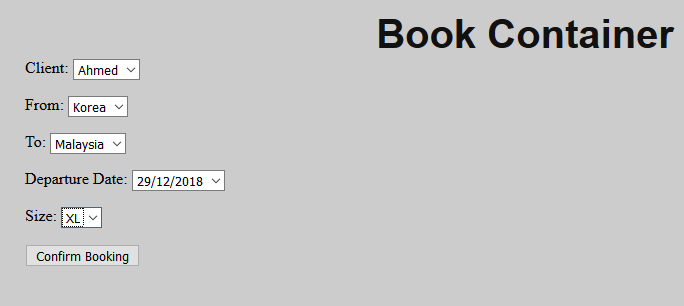 Book Container
Client: Ahmed
From: Korea
To: Malaysia
Departure Date: 29/12/2018
Size: XL
Confirm Booking